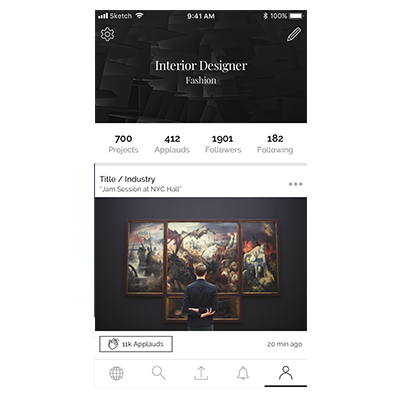 Sketch 9:41 AM 100%
Interior Designer
Fashion
700 412 1901 182
Projects Applauds Followers Following
Title / Industry
"Jam Session at NYC Hall"
11k Applauds 20 min ago